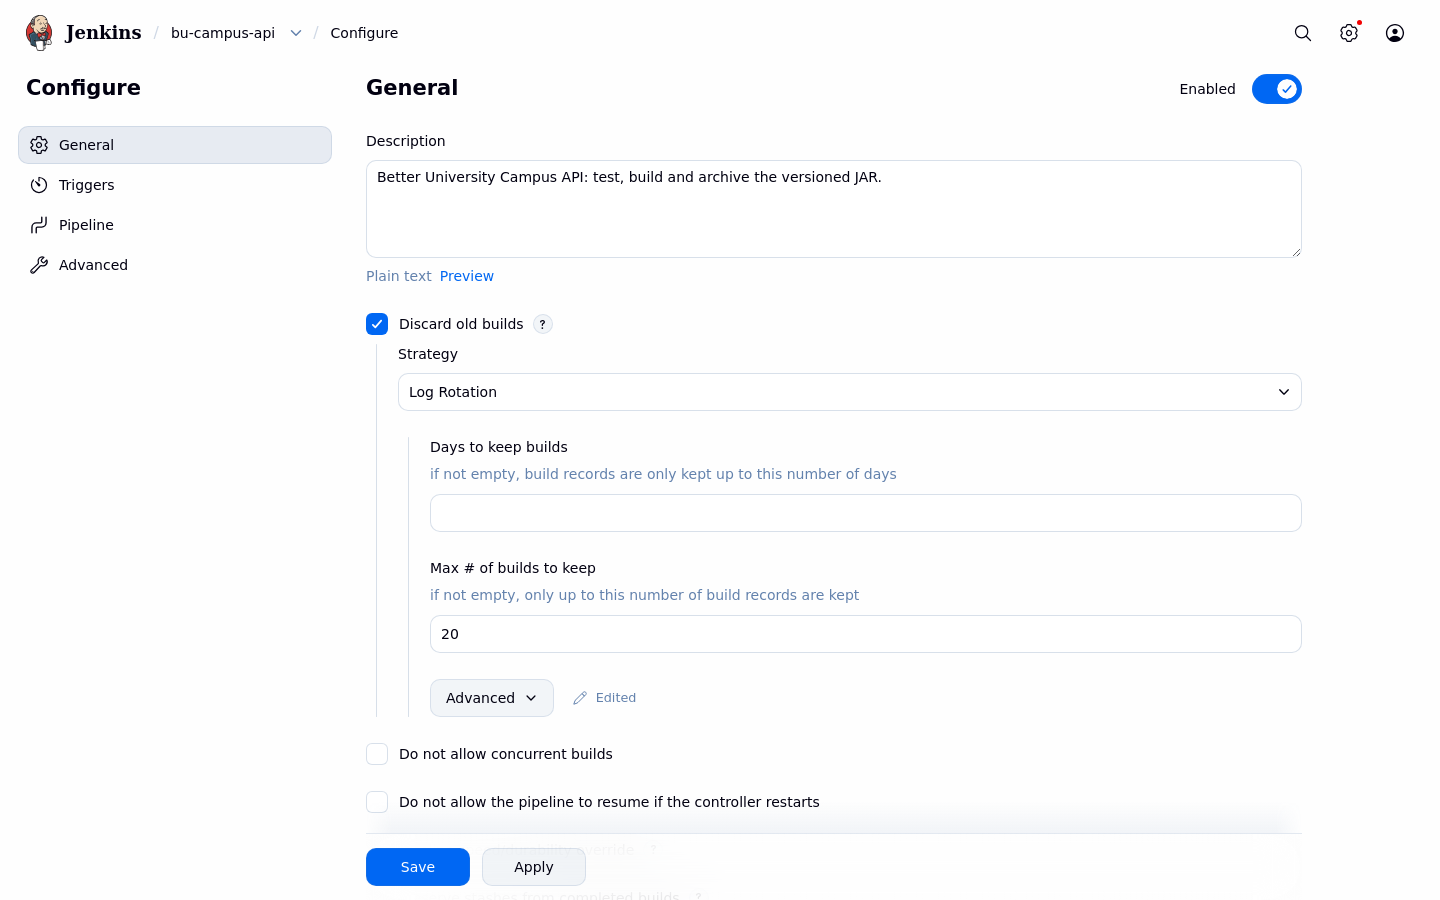 Jenkins / bu-campus-api / Configure
Configure
General
Triggers
Pipeline
Advanced
General
Enabled
Description
Better University Campus API: test, build and archive the versioned JAR.
Plain text Preview
Discard old builds ?
Strategy
Log Rotation
Days to keep builds
if not empty, build records are only kept up to this number of days
Max # of builds to keep
if not empty, only up to this number of build records are kept
20
Advanced
Edited
Do not allow concurrent builds
Do not allow the pipeline to resume if the controller restarts
override. ?
Save Apply
from completed builds ?